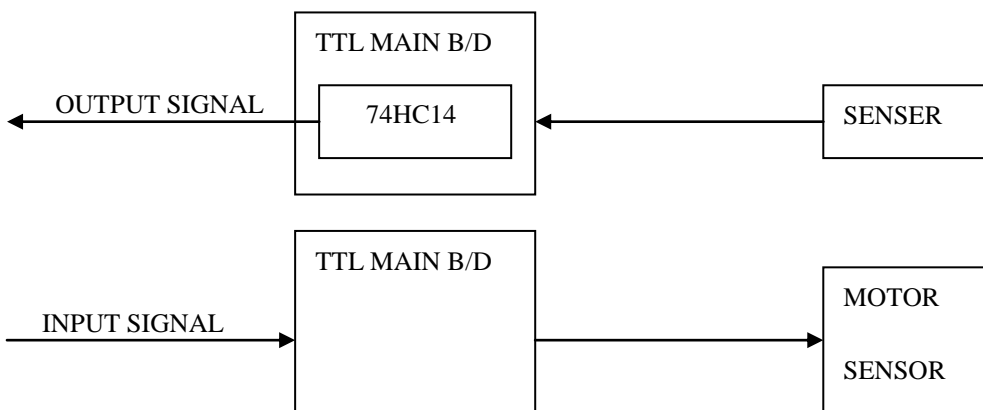 TTL MAIN B/D
OUTPUT SIGNAL
74HC14
SENSER
TTL MAIN B/D
INPUT SIGNAL
MOTOR
SENSOR